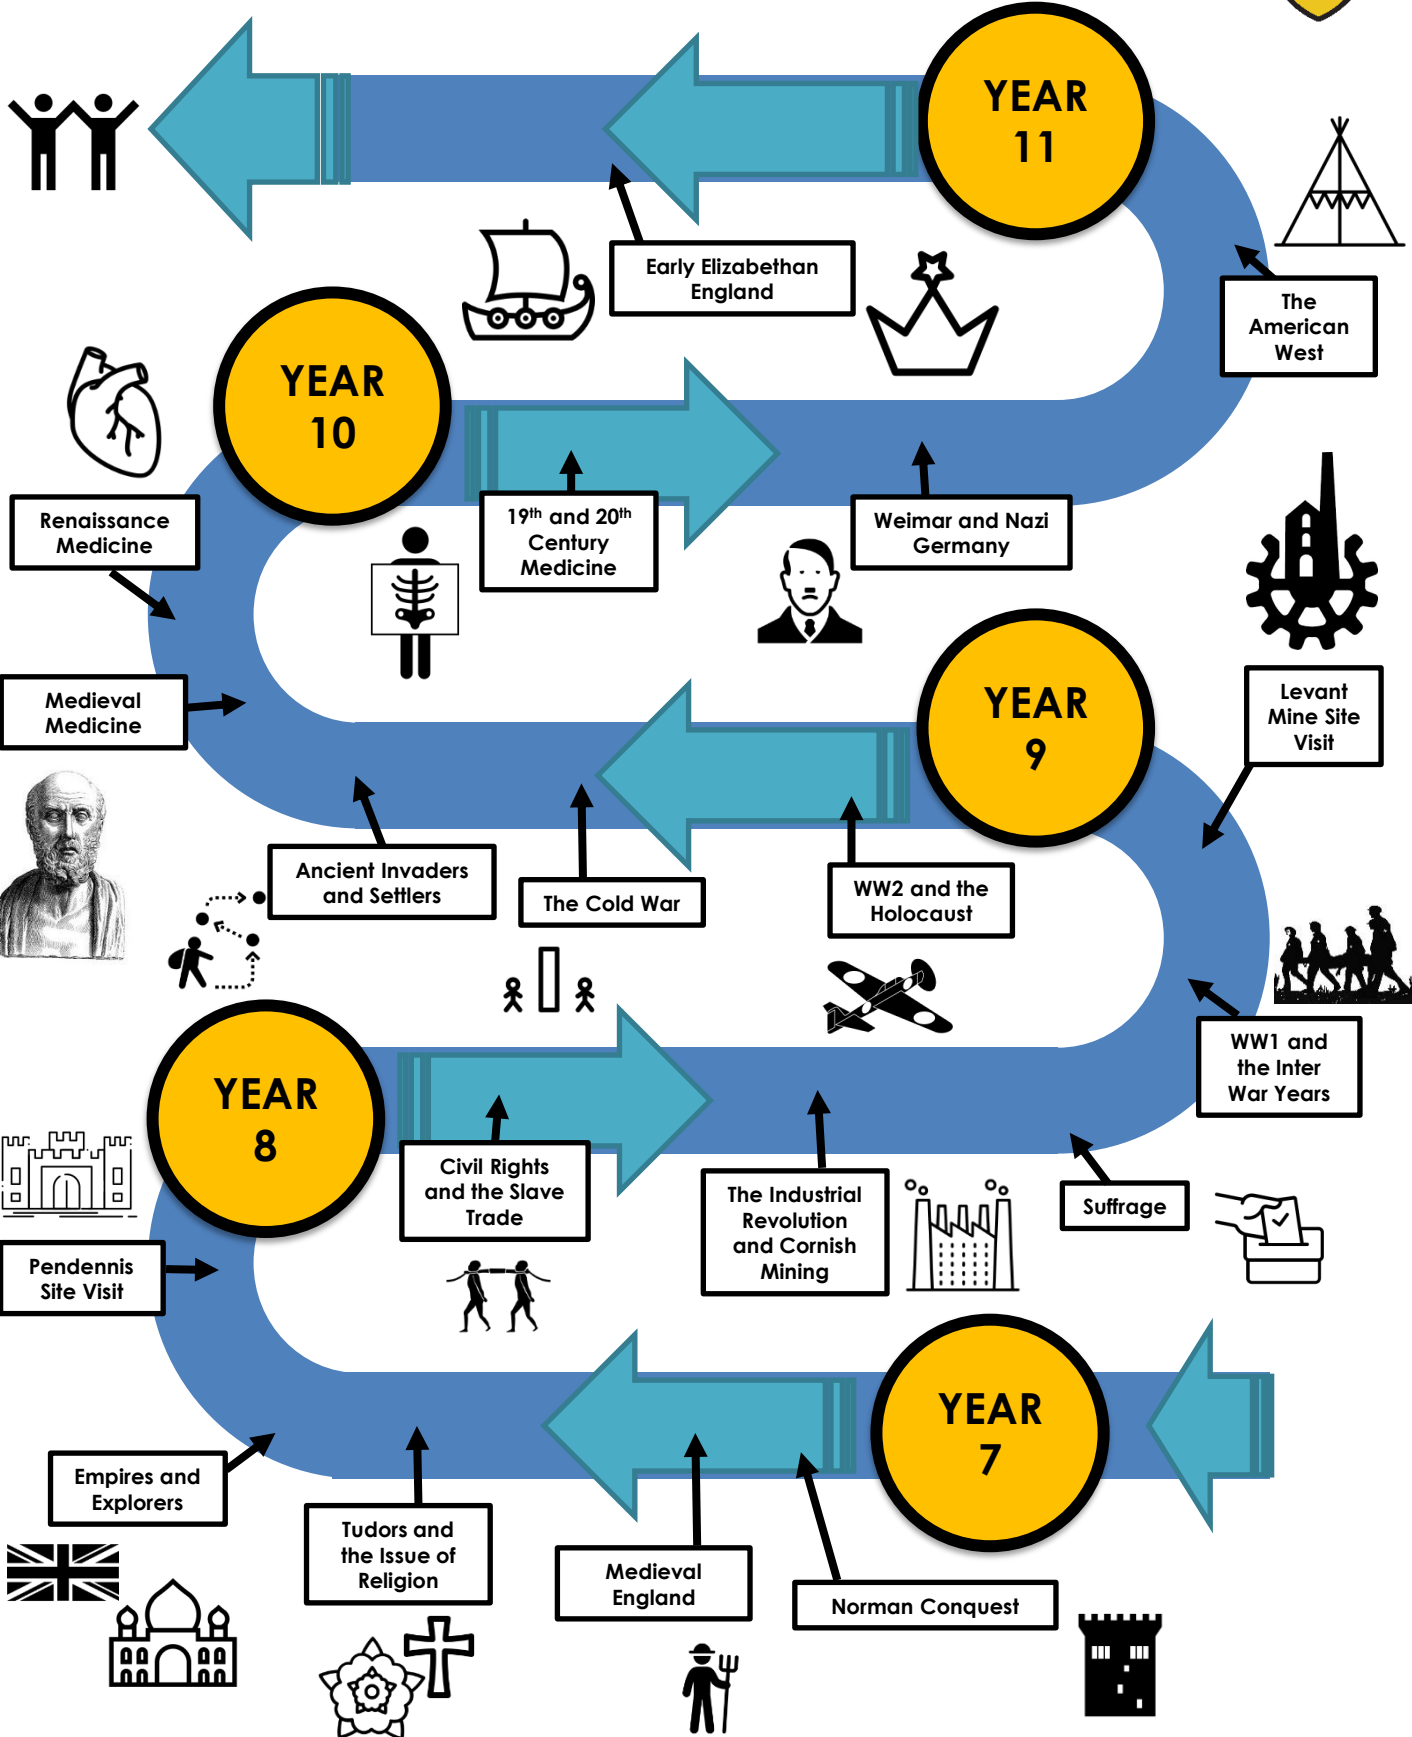 YEAR
11
Early Elizabethan
England
The
American
West
YEAR
10
Renaissance
Medicine
19th and 20th
Century
Medicine
Weimar and Nazi
Germany
Medieval
Medicine
YEAR
9
Levant
Mine Site
Visit
Ancient Invaders
and Settlers
The Cold War
WW2 and the
Holocaust
WW1 and
the Inter
War Years
YEAR
8
Civil Rights
and the Slave
Trade
The Industrial
Revolution
and Cornish
Mining
Suffrage
Pendennis
Site Visit
YEAR
7
Empires and
Explorers
Tudors and
the Issue of
Religion
Medieval
England
Norman Conquest